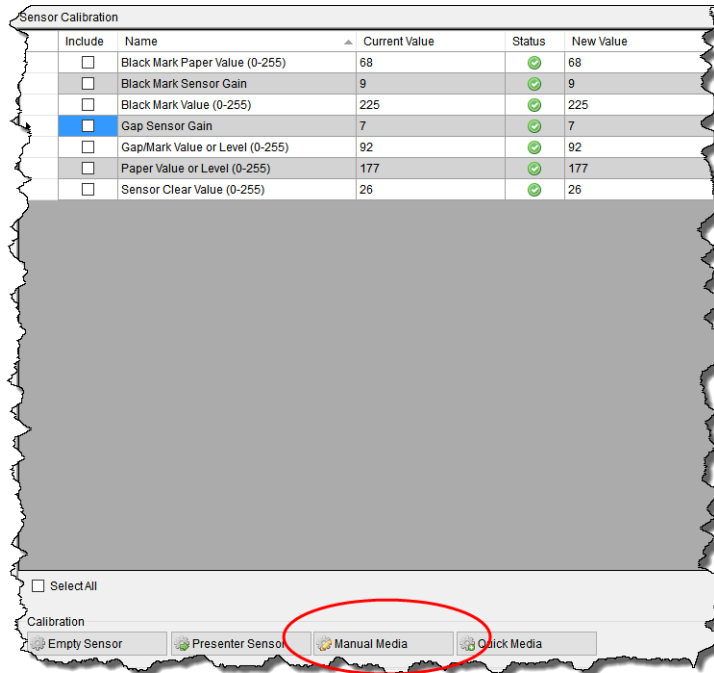 Sensor Calibration
Include Name Current Value Status New Value
Black Mark Paper Value (0-255) 68 68
Black Mark Sensor Gain 9 9
Black Mark Value (0-255) 225 225
Gap Sensor Gain 7 7
Gap/Mark Value or Level (0-255) 92 92
Paper Value or Level (0-255) 177 177
Sensor Clear Value (0-255) 26 26
Select All
Calibration
Empty Sensor Presenter Sensor Manual Media Quick Media